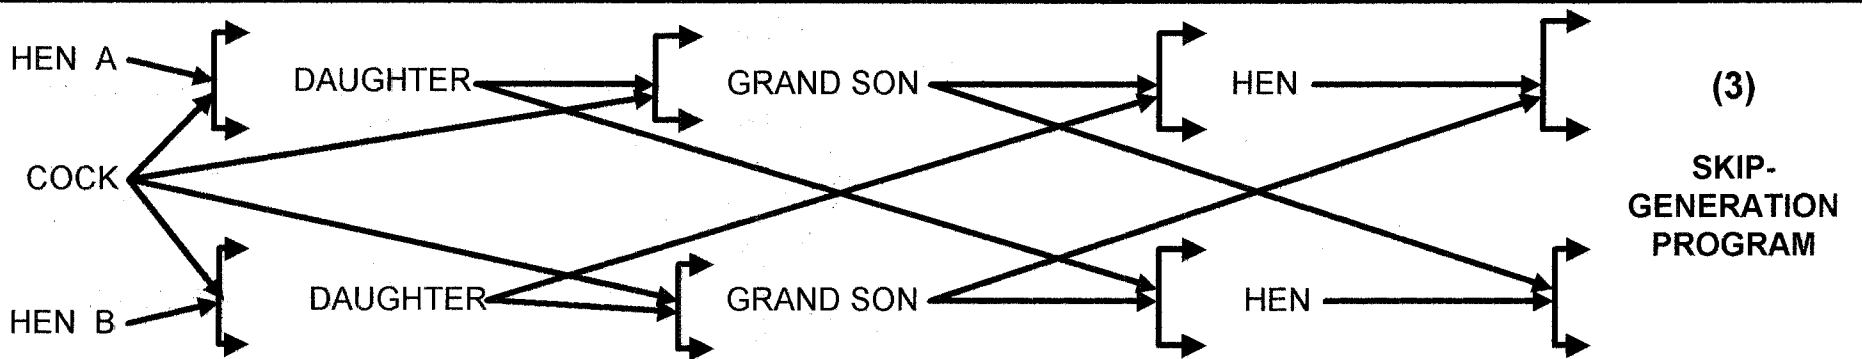 HEN A
DAUGHTER
GRAND SON
HEN
(3)
COCK
SKIP-
GENERATION
PROGRAM
HEN B
DAUGHTER
GRAND SON
HEN